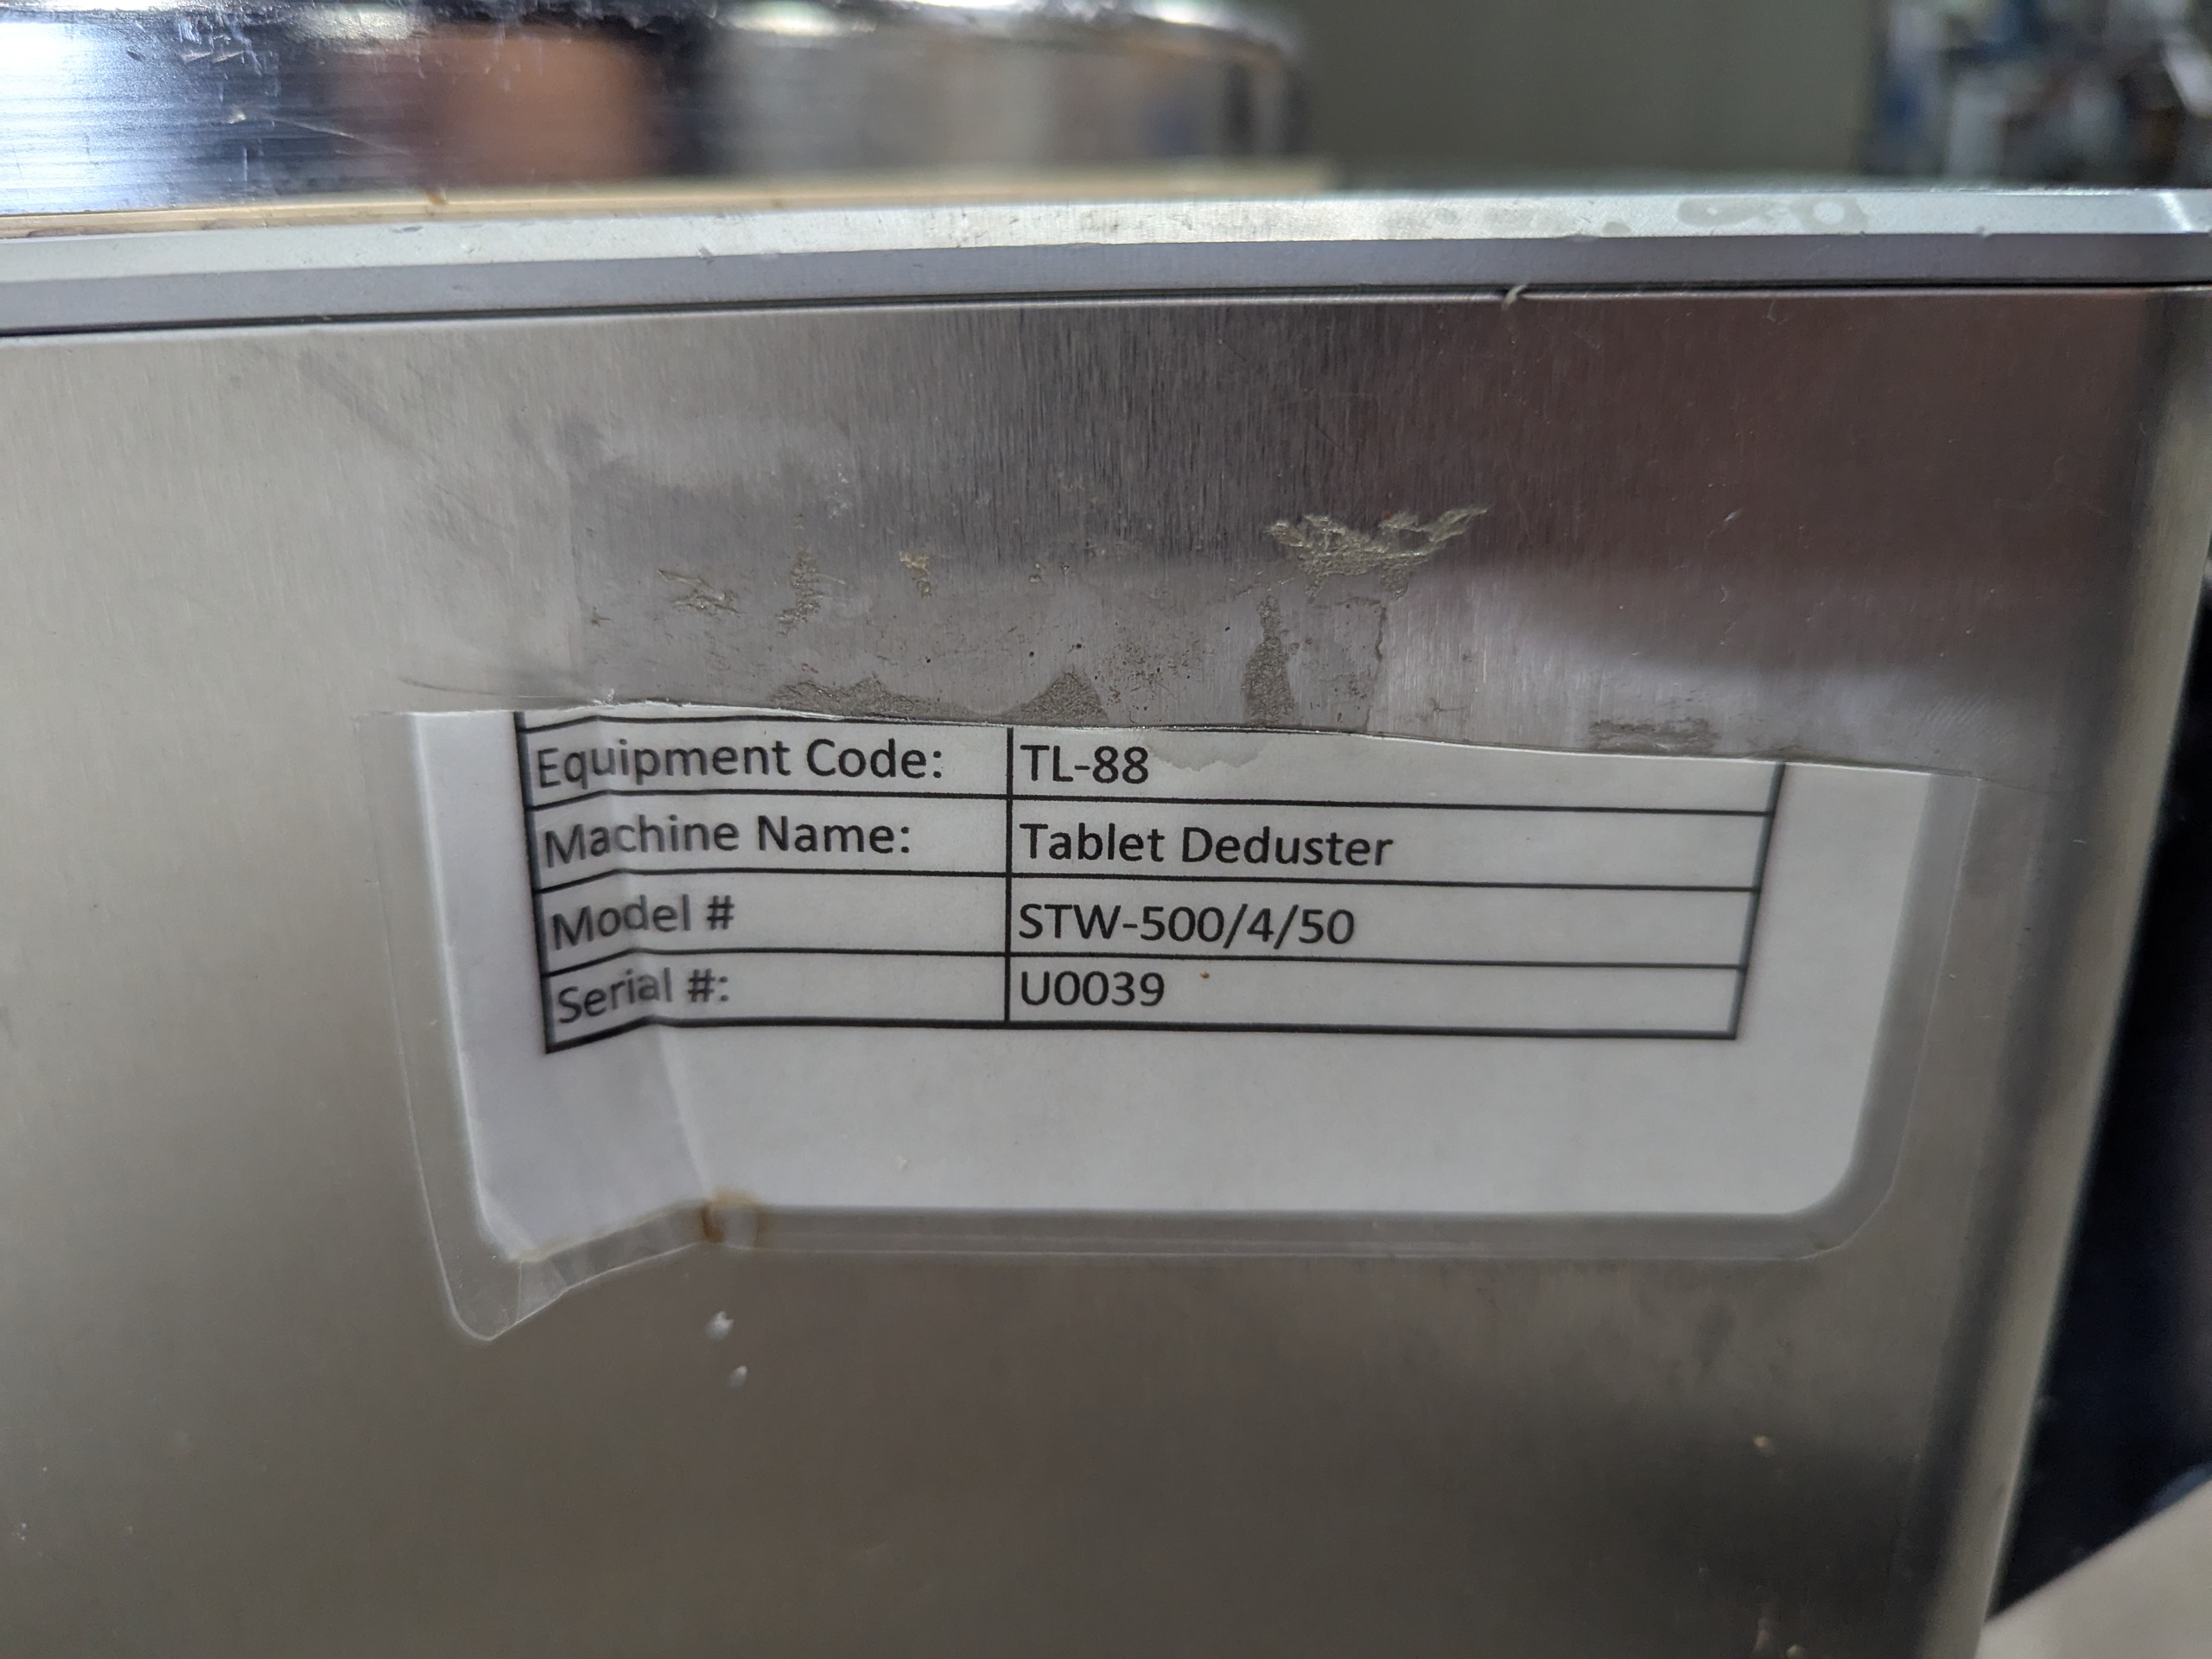 Equipment Code: TL-88
Machine Name: Tablet Deduster
Model # STW-500/4/50
Serial #: U0039